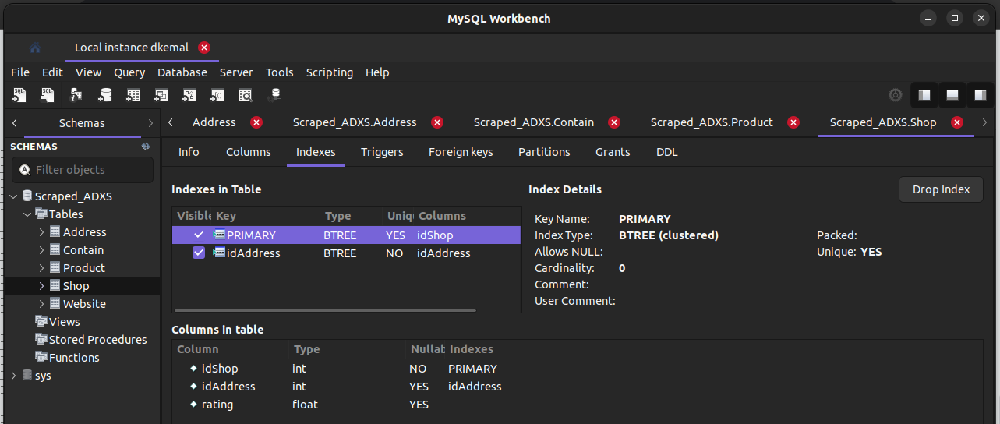 MySQL Workbench
Local instance dkemal
File Edit View Query Database Server Tools Scripting Help
Schemas
Address Scraped_ADXS.Address Scraped_ADXS.Contain Scraped_ADXS.Product Scraped_ADXS.Shop
SCHEMAS
Filter objects
Scraped_ADXS
Tables
Address
Contain
Product
Shop
Website
Views
Stored Procedures
Functions
sys
Info Columns Indexes Triggers Foreign keys Partitions Grants DDL
Indexes in Table
Visible Key Type Uniq Columns
PRIMARY BTREE YES idShop
idAddress BTREE NO idAddress
Index Details
Drop Index
Key Name: PRIMARY
Index Type: BTREE (clustered) Packed:
Allows NULL: Unique: YES
Cardinality: 0
Comment:
User Comment:
Columns in table
Column Type Nullab Indexes
idShop int NO PRIMARY
idAddress int YES idAddress
rating float YES